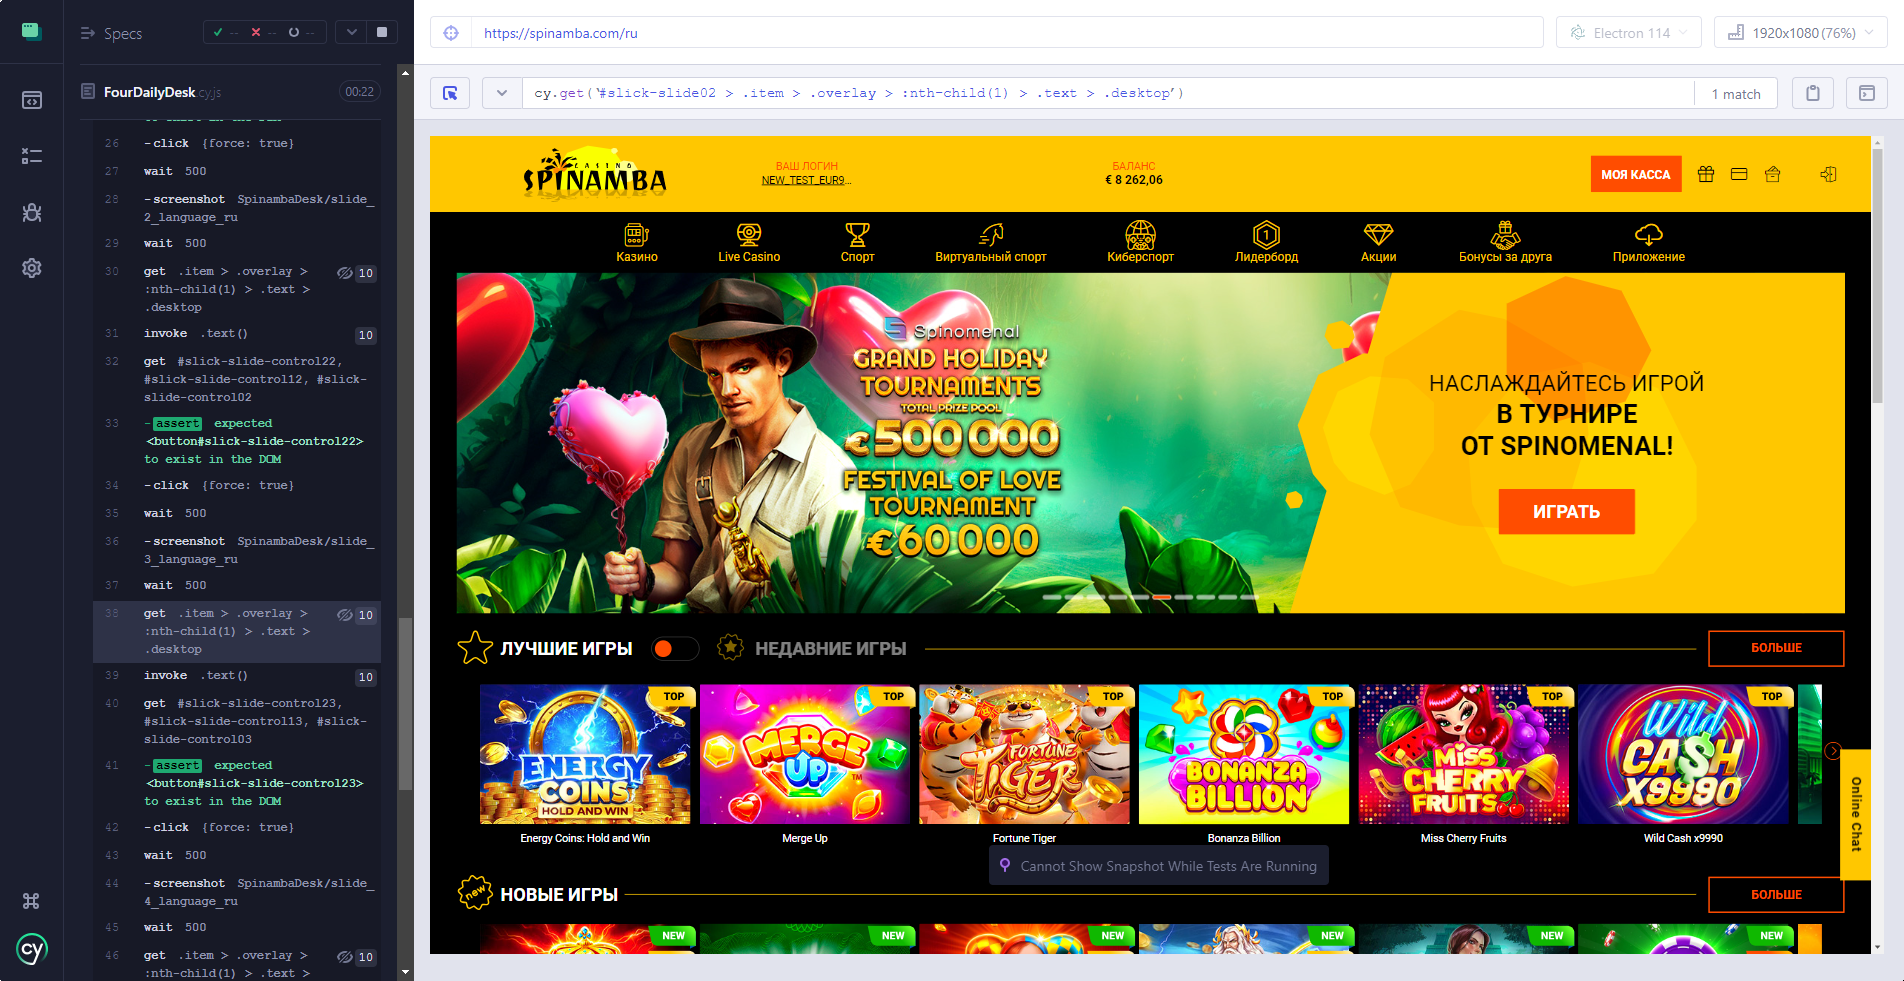 Specs
--
--
--
https://spinamba.com/ru
Electron 114
1920x1080 (76%)
FourDailyDesk.cy.js
00:22
cy.get('#slick-slide02 > .item > .overlay > :nth-child(1) > .text > .desktop')
1 match
26 -click {force: true}
27 wait 500
28 -screenshot SpinambaDesk/slide_
2_language_ru
29 wait 500
30 get .item > .overlay > 10
:nth-child(1) > .text >
.desktop
31 invoke .text() 10
32 get #slick-slide-control22,
#slick-slide-control12, #slick-
slide-control02
33 -assert expected
<button#slick-slide-control22>
to exist in the DOM
34 -click {force: true}
35 wait 500
36 -screenshot SpinambaDesk/slide_
3_language_ru
37 wait 500
38 get .item > .overlay > 10
:nth-child(1) > .text >
.desktop
39 invoke .text() 10
40 get #slick-slide-control23,
#slick-slide-control13, #slick-
slide-control03
41 -assert expected
<button#slick-slide-control23>
to exist in the DOM
42 -click {force: true}
43 wait 500
44 -screenshot SpinambaDesk/slide_
4_language_ru
45 wait 500
46 get .item > .overlay > 10
:nth-child(1) > .text >
cy
CASINO
SPINAMBA
ВАШ ЛОГИН
NEW_TEST_EUR9...
БАЛАНС
€ 8 262,06
МОЯ КАССА
Казино
Live Casino
Спорт
Виртуальный спорт
Киберспорт
1
Лидерборд
Акции
Бонусы за друга
Приложение
Spinomenal
GRAND HOLIDAY
TOURNAMENTS
TOTAL PRIZE POOL
€500 000
FESTIVAL OF LOVE
TOURNAMENT
€60 000
НАСЛАЖДАЙТЕСЬ ИГРОЙ
В ТУРНИРЕ
ОТ SPINOMENAL!
ИГРАТЬ
ЛУЧШИЕ ИГРЫ
НЕДАВНИЕ ИГРЫ
БОЛЬШЕ
TOP
ENERGY
COINS
HOLD AND WIN
Energy Coins: Hold and Win
TOP
MERGE
UP™
Merge Up
TOP
FORTUNE
TIGER
Fortune Tiger
TOP
BONANZA
BILLION
Bonanza Billion
TOP
MISS
CHERRY
FRUITS
Miss Cherry Fruits
TOP
Wild
CA$H
X9990
Wild Cash x9990
Online Chat
Cannot Show Snapshot While Tests Are Running
new
НОВЫЕ ИГРЫ
БОЛЬШЕ
NEW
NEW
NEW
NEW
NEW
NEW